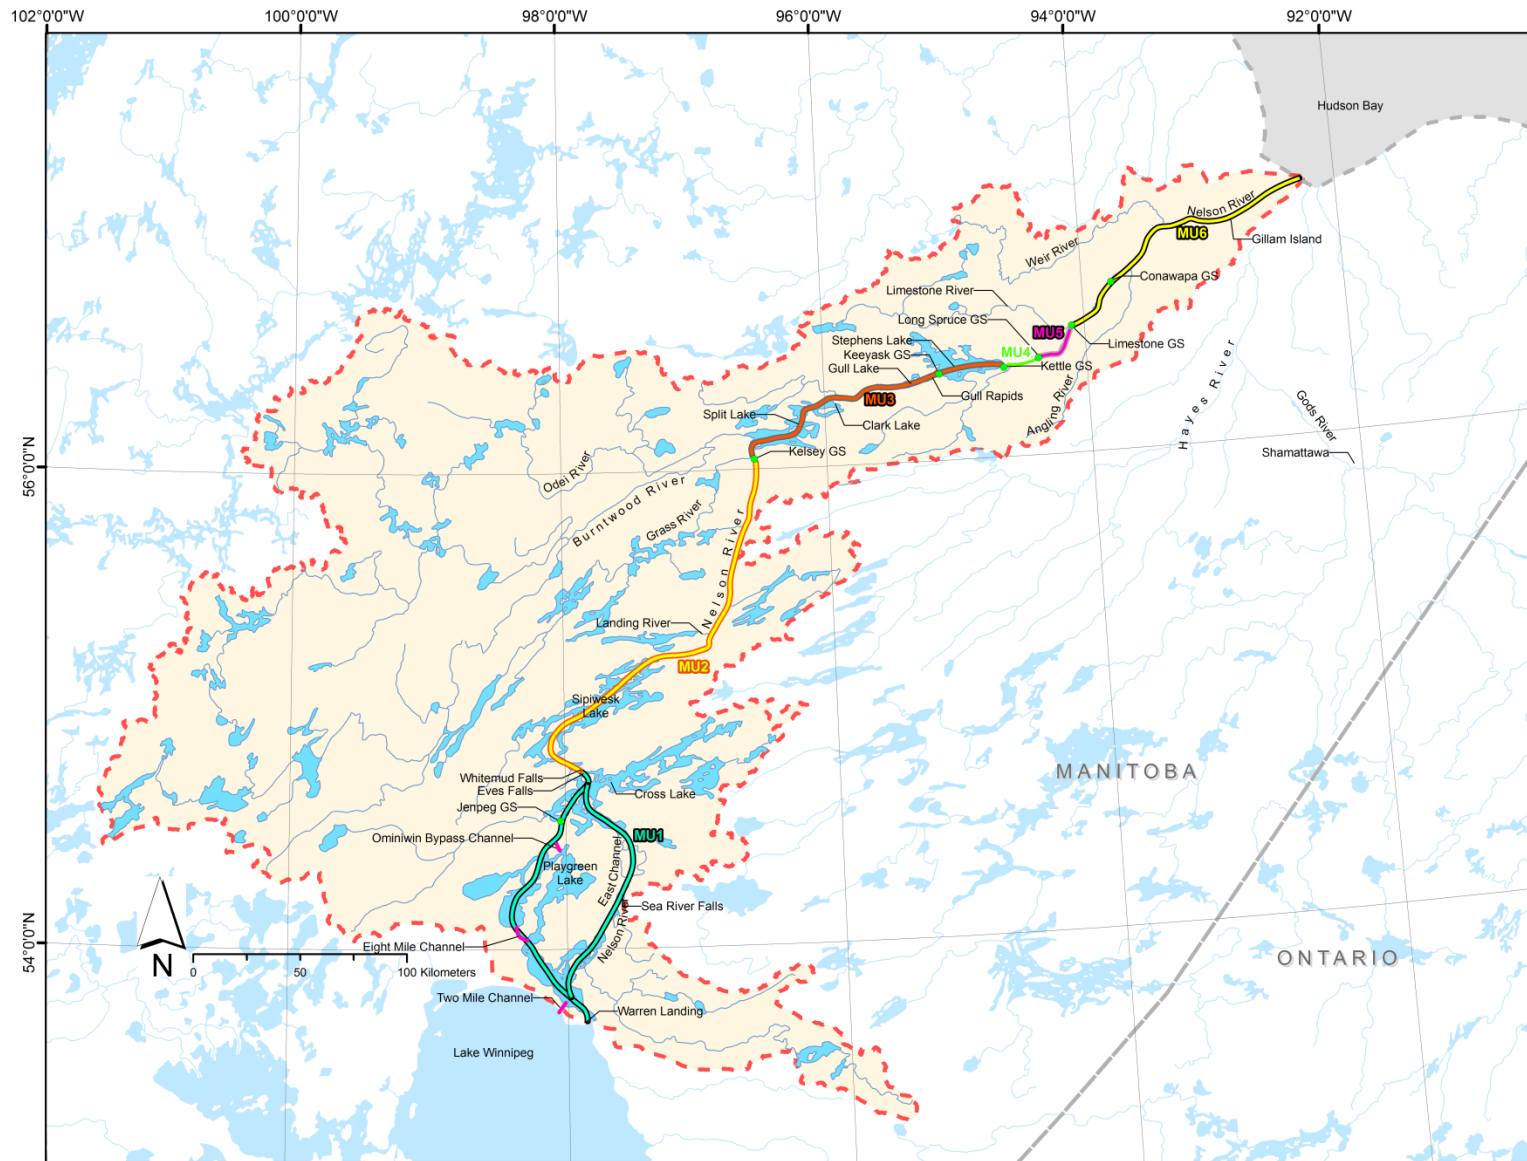 102°0'0"W
100°0'0"W
98°0'0"W
96°0'0"W
94°0'0"W
92°0'0"W
Hudson Bay
Nelson River
MU6
Gillam Island
Weir River
Conawapa GS
Limestone River
Long Spruce GS
MU5
Limestone GS
Stephens Lake
MU4
Keeyask GS
Kettle GS
Gull Lake
MU3
Gull Rapids
Angling River
Hayes River
Gods River
Split Lake
Clark Lake
Shamattawa
Kelsey GS
56°0'0"N
Odei River
Burntwood River
Grass River
Nelson River
Landing River
MU2
Sipiwesk
Lake
Whitemud Falls
Eves Falls
Cross Lake
MANITOBA
Jenpeg GS
Ominiwin Bypass Channel
MU1
Playgreen
Lake
East Channel
Nelson River
Sea River Falls
54°0'0"N
Eight Mile Channel
ONTARIO
N
0
50
100 Kilometers
Two Mile Channel
Warren Landing
Lake Winnipeg